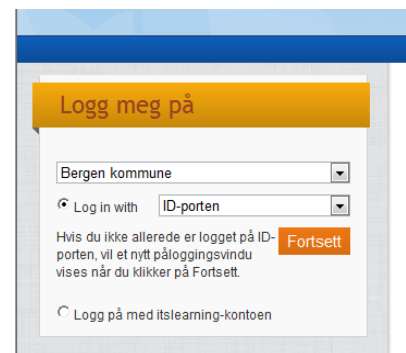 Logg meg på
Bergen kommune
Log in with ID-porten
Hvis du ikke allerede er logget på ID-
porten, vil et nytt påloggingsvindu
vises når du klikker på Fortsett.
Fortsett
Logg på med itslearning-kontoen